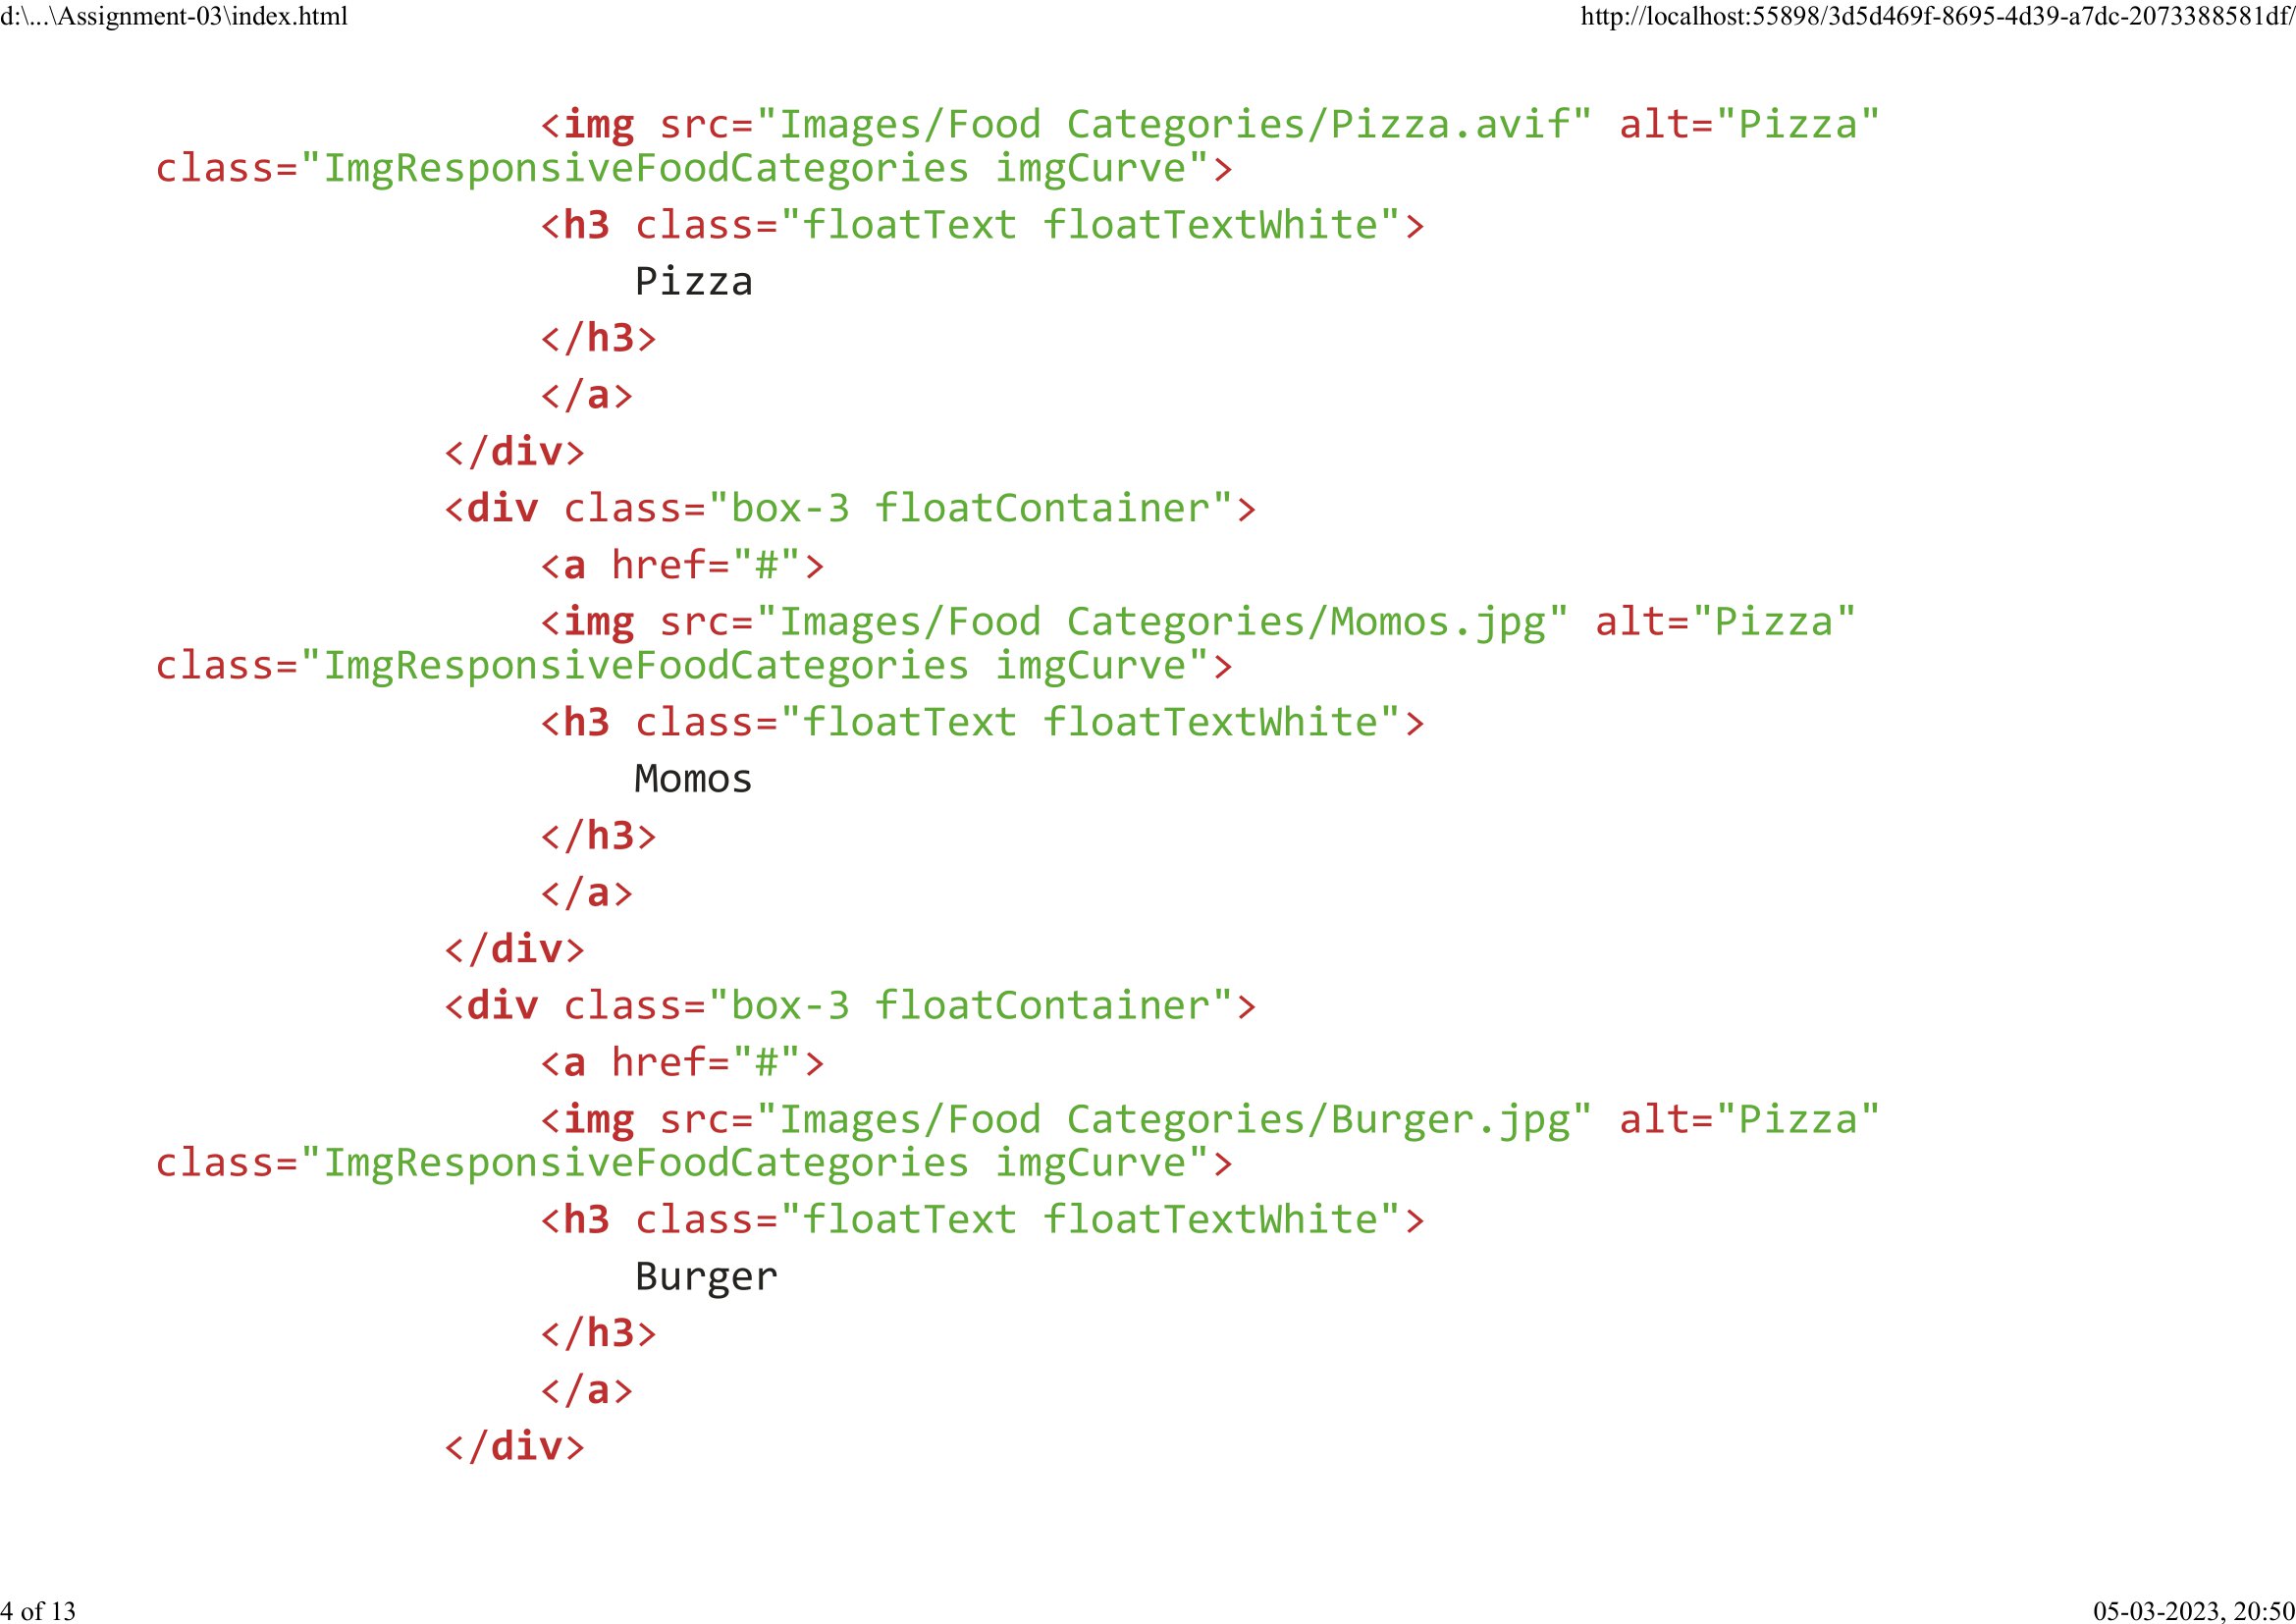 d:\...\Assignment-03\index.html http://localhost:55898/3d5d469f-8695-4d39-a7dc-2073388581df/
<img src="Images/Food Categories/Pizza.avif" alt="Pizza"
class="ImgResponsiveFoodCategories imgCurve">
<h3 class="floatText floatTextWhite">
Pizza
</h3>
</a>
</div>
<div class="box-3 floatContainer">
<a href="#">
<img src="Images/Food Categories/Momos.jpg" alt="Pizza"
class="ImgResponsiveFoodCategories imgCurve">
<h3 class="floatText floatTextWhite">
Momos
</h3>
</a>
</div>
<div class="box-3 floatContainer">
<a href="#">
<img src="Images/Food Categories/Burger.jpg" alt="Pizza"
class="ImgResponsiveFoodCategories imgCurve">
<h3 class="floatText floatTextWhite">
Burger
</h3>
</a>
</div>
4 of 13 05-03-2023, 20:50